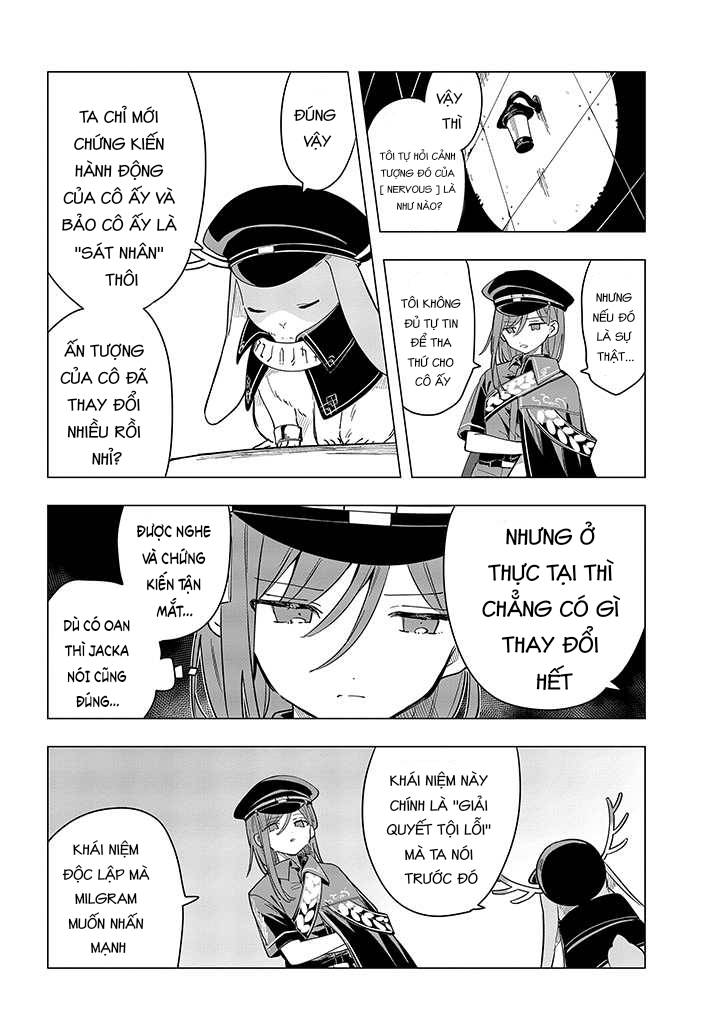 VẬY
THÌ
TÔI TỰ HỎI CẢNH
TƯỢNG ĐÓ CỦA
[ NERVOUS ] LÀ
NHƯ NÀO?
NHƯNG
NẾU ĐÓ
LÀ SỰ
THẬT...
TÔI KHÔNG
ĐỦ TỰ TIN
ĐỂ THA
THỨ CHO
CÔ ẤY
ĐÚNG
VẬY
TA CHỈ MỚI
CHỨNG KIẾN
HÀNH ĐỘNG
CỦA CÔ ẤY VÀ
BẢO CÔ ẤY LÀ
"SÁT NHÂN"
THÔI
ẤN TƯỢNG
CỦA CÔ ĐÃ
THAY ĐỔI
NHIỀU RỒI
NHỈ?
NHƯNG Ở
THỰC TẠI THÌ
CHẲNG CÓ GÌ
THAY ĐỔI
HẾT
ĐƯỢC NGHE
VÀ CHỨNG
KIẾN TẬN
MẮT...
DÙ CÓ OAN
THÌ JACKA
NÓI CŨNG
ĐÚNG...
KHÁI NIỆM NÀY
CHÍNH LÀ "GIẢI
QUYẾT TỘI LỖI"
MÀ TA NÓI
TRƯỚC ĐÓ
KHÁI NIỆM
ĐỘC LẬP MÀ
MILGRAM
MUỐN NHẤN
MẠNH